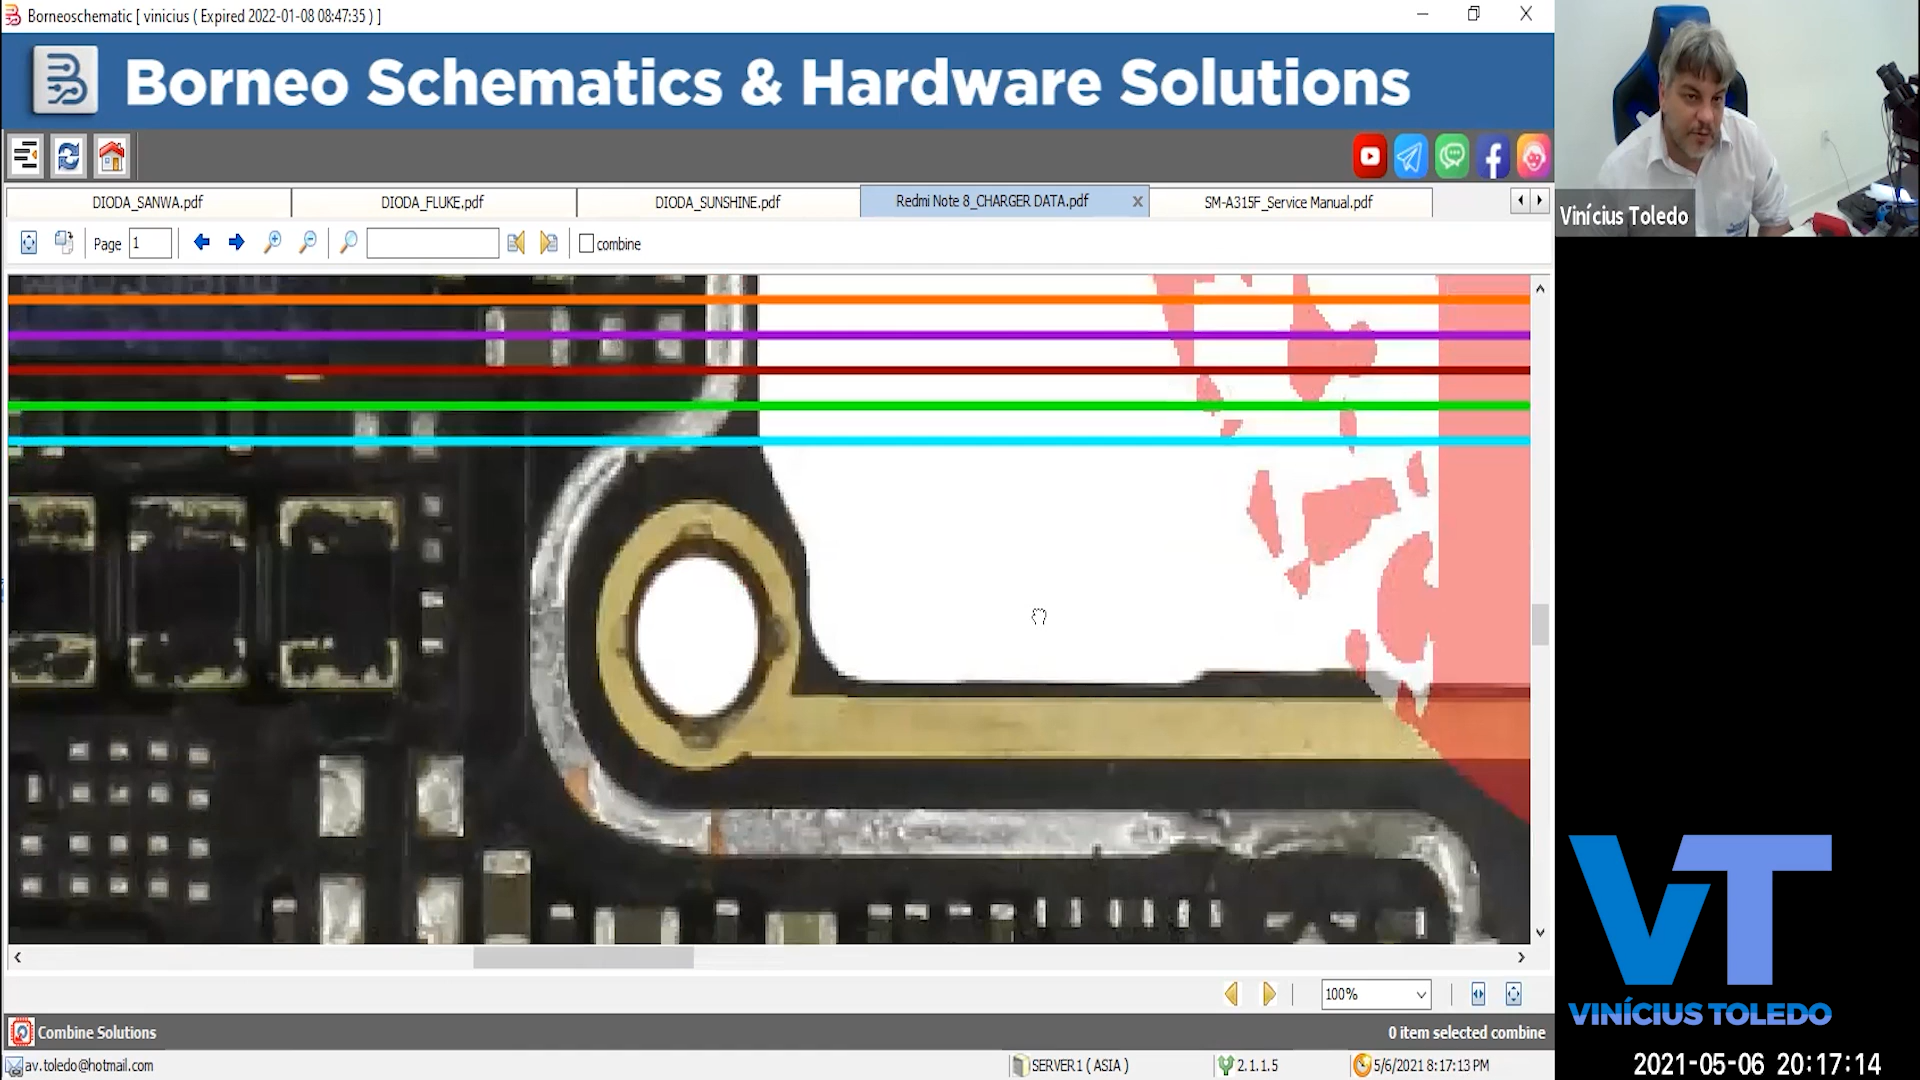 Borneoschematic [ vinicius ( Expired 2022-01-08 08:47:35 ) ]
Borneo Schematics & Hardware Solutions
DIODA_SANWA.pdf
DIODA_FLUKE.pdf
DIODA_SUNSHINE.pdf
Redmi Note 8_CHARGER DATA.pdf
SM-A315F_Service Manual.pdf
Page 1
combine
Vinícius Toledo
100%
Combine Solutions
0 item selected combine
av.toledo@hotmail.com
SERVER1 ( ASIA )
2.1.1.5
5/6/2021 8:17:13 PM
VT
VINÍCIUS TOLEDO
2021-05-06 20:17:14